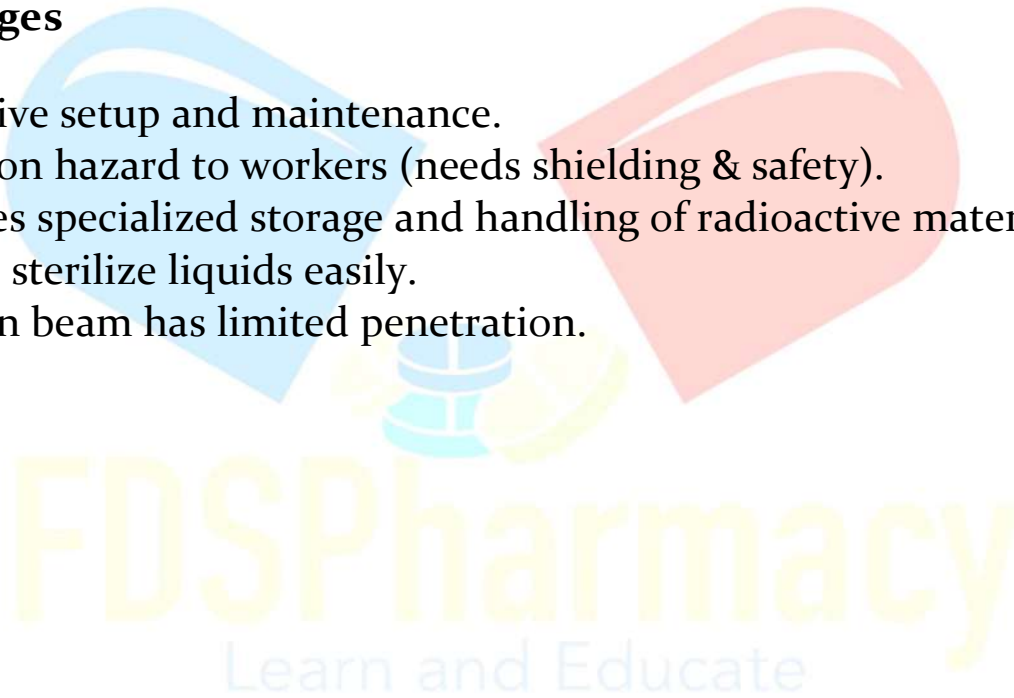 ges
ive setup and maintenance.
on hazard to workers (needs shielding & safety).
es specialized storage and handling of radioactive mater
sterilize liquids easily.
n beam has limited penetration.
FDSPharmacy
Learn and Educate